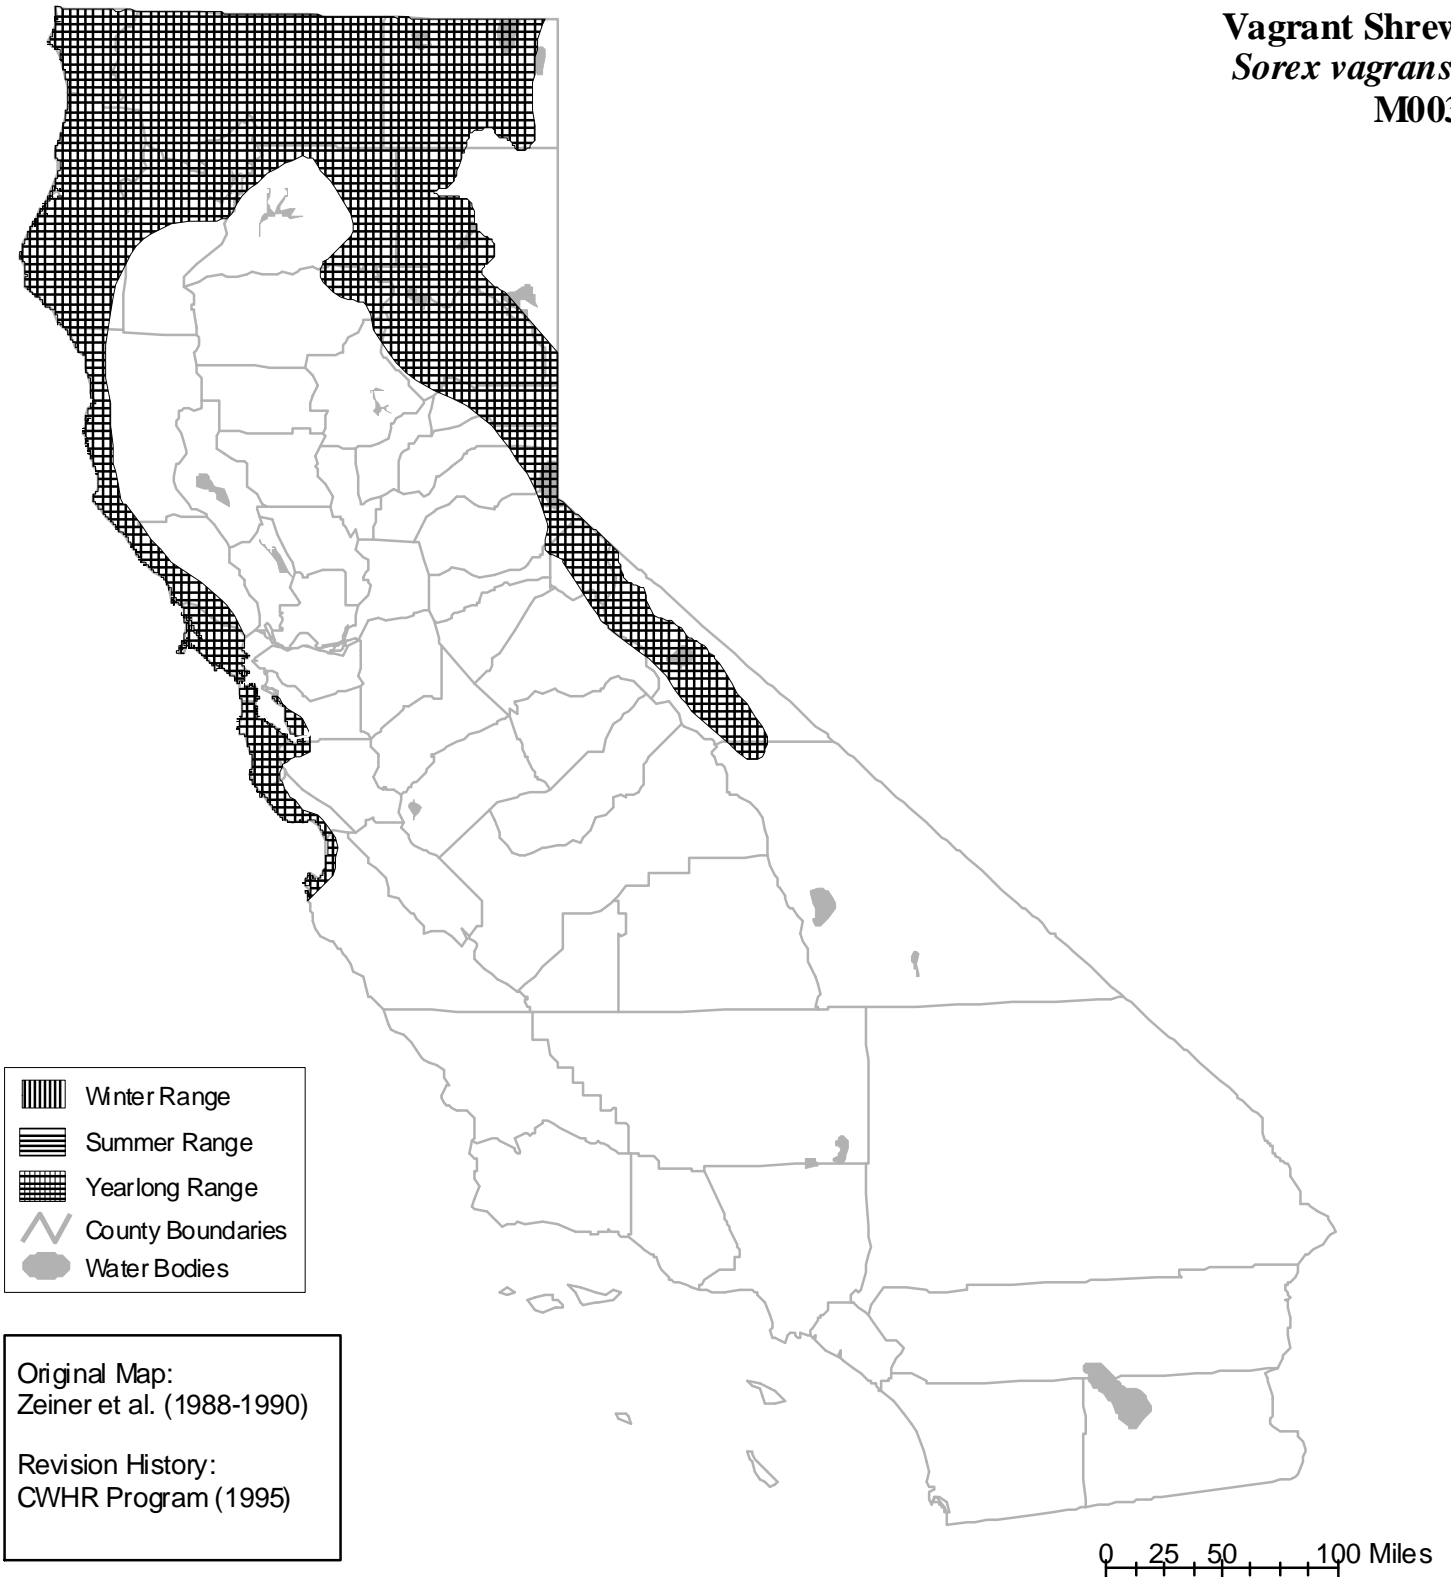 Vagrant Shrew
Sorex vagrans
M003
Winter Range
Summer Range
Yearlong Range
County Boundaries
Water Bodies
Original Map:
Zeiner et al. (1988-1990)
Revision History:
CWHR Program (1995)
0 25 50 100 Miles